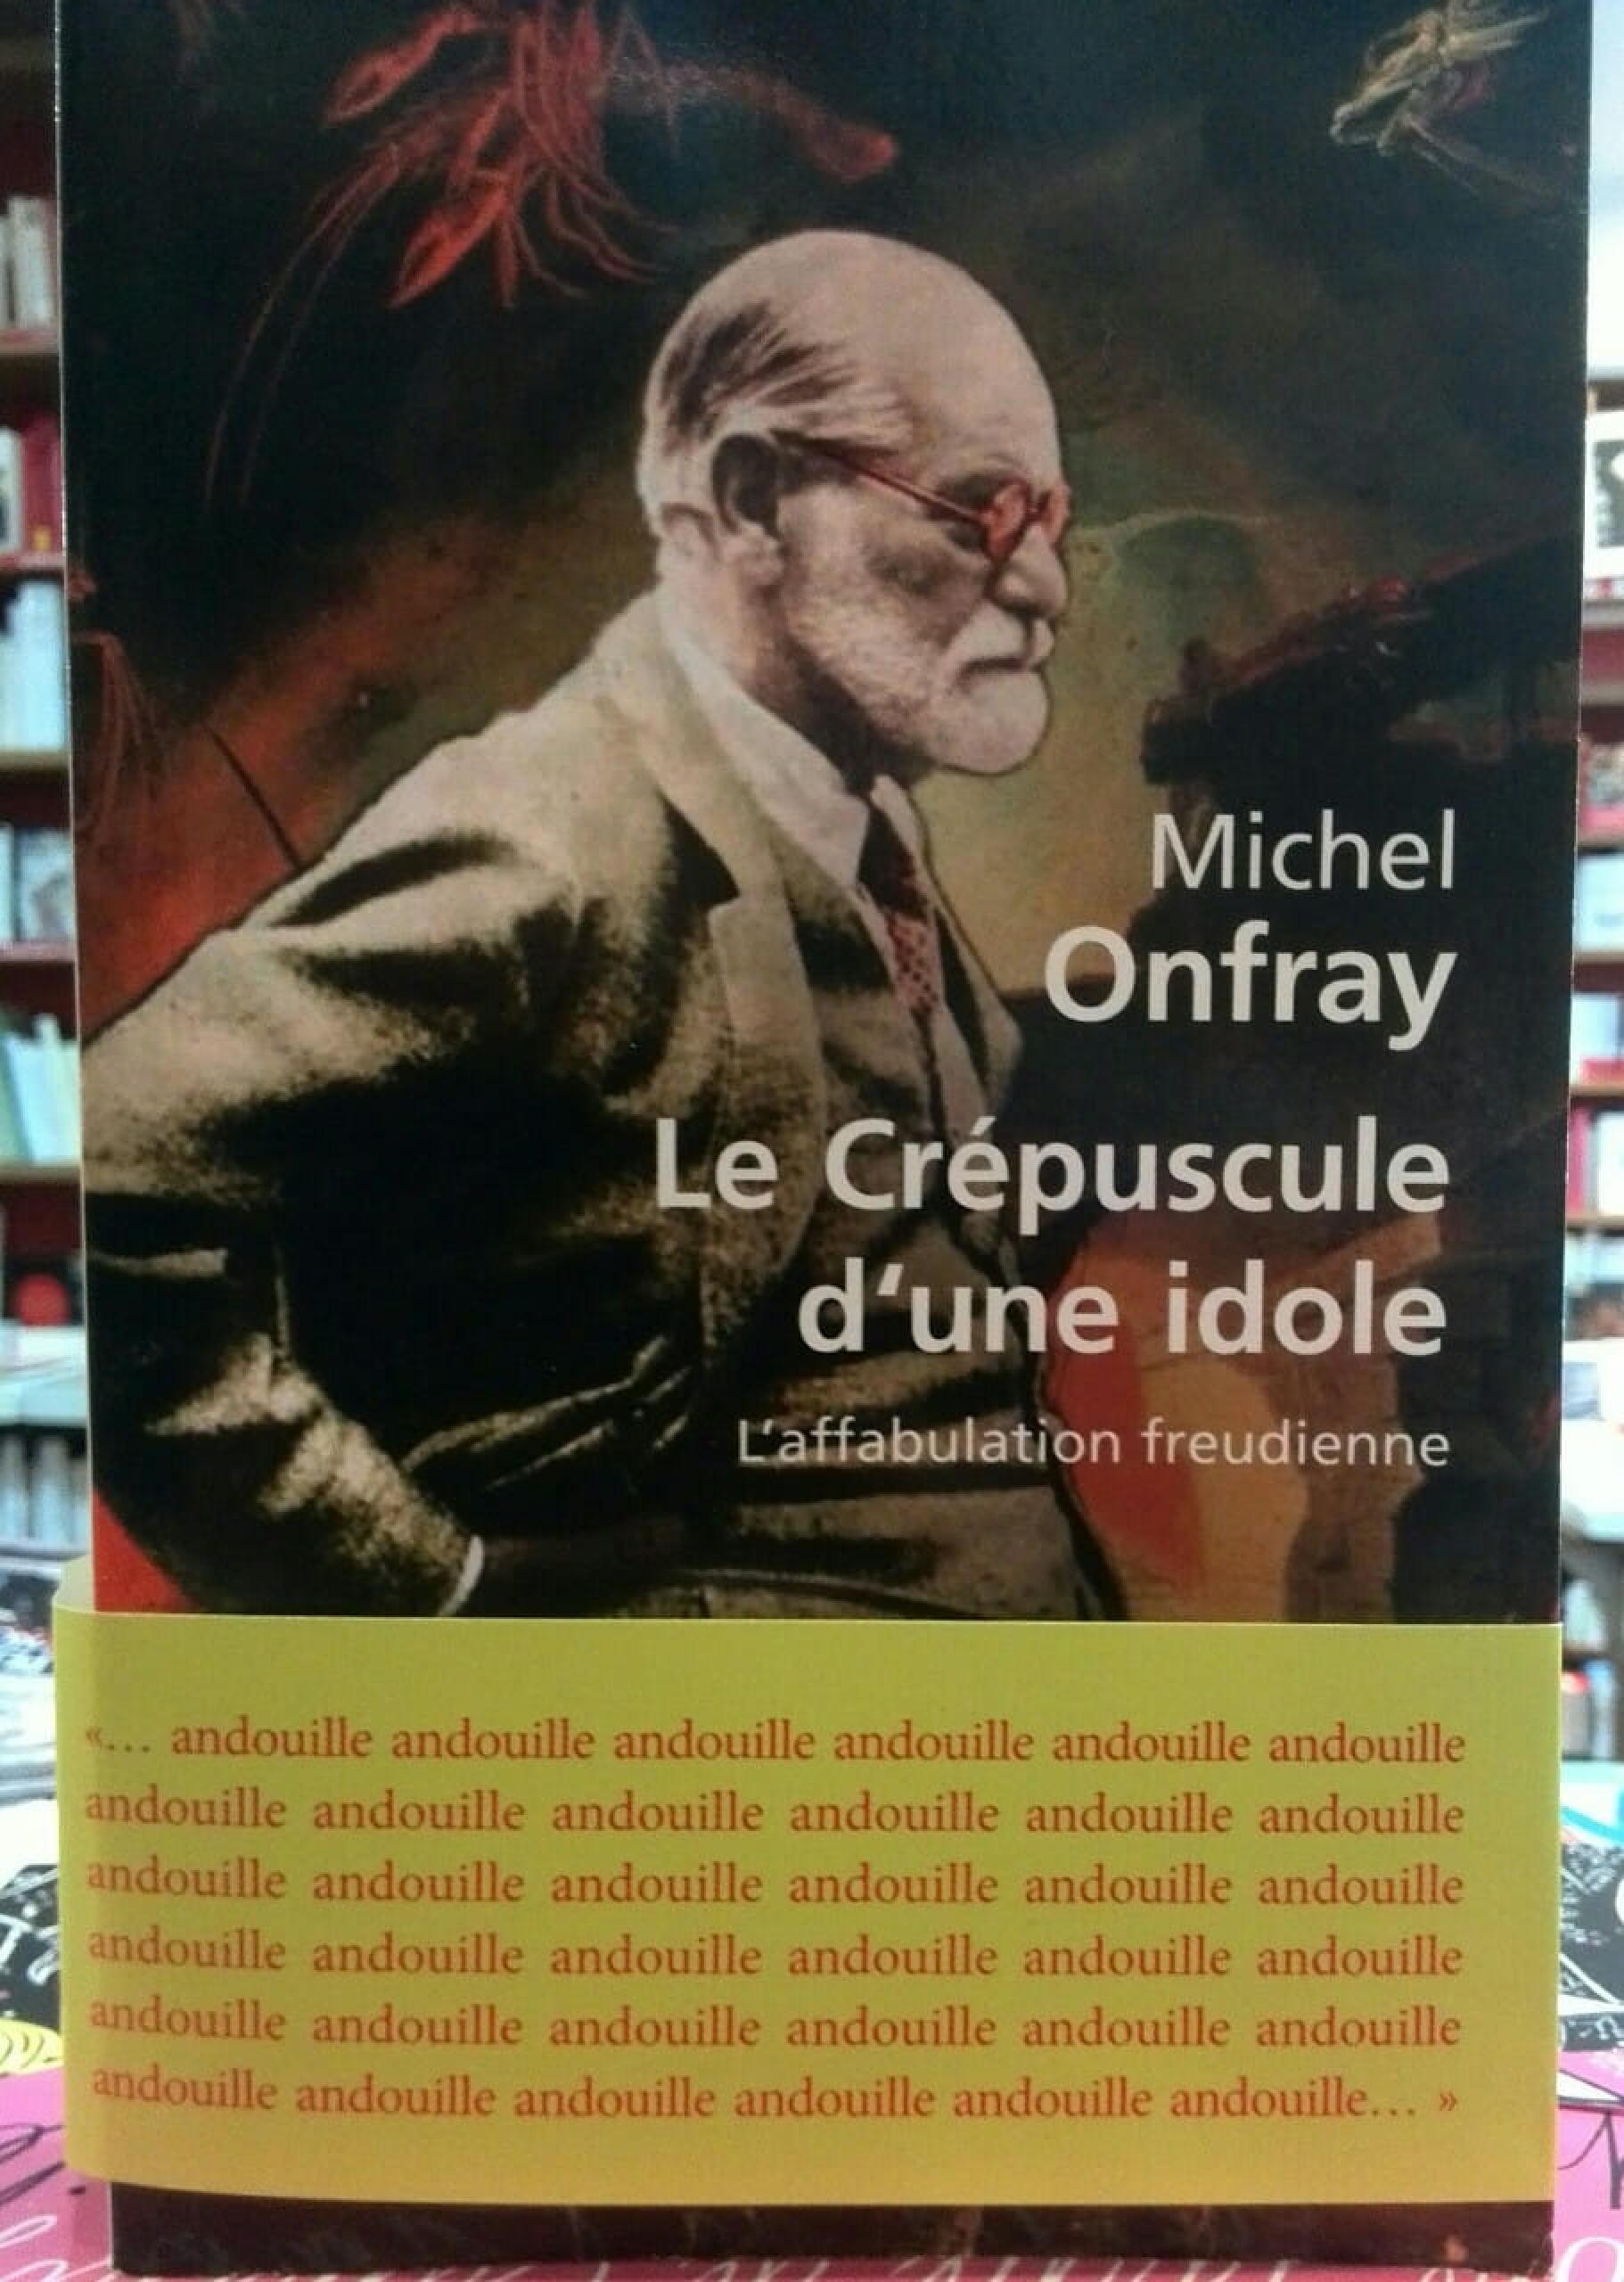 Michel
Onfray
Le Crépuscule
d‘une idole
L‘affabulation freudienne
«… andouille andouille andouille andouille andouille andouille
andouille andouille andouille andouille andouille andouille
andouille andouille andouille andouille andouille andouille
andouille andouille andouille andouille andouille andouille
andouille andouille andouille andouille andouille andouille
andouille andouille andouille andouille andouille andouille… »